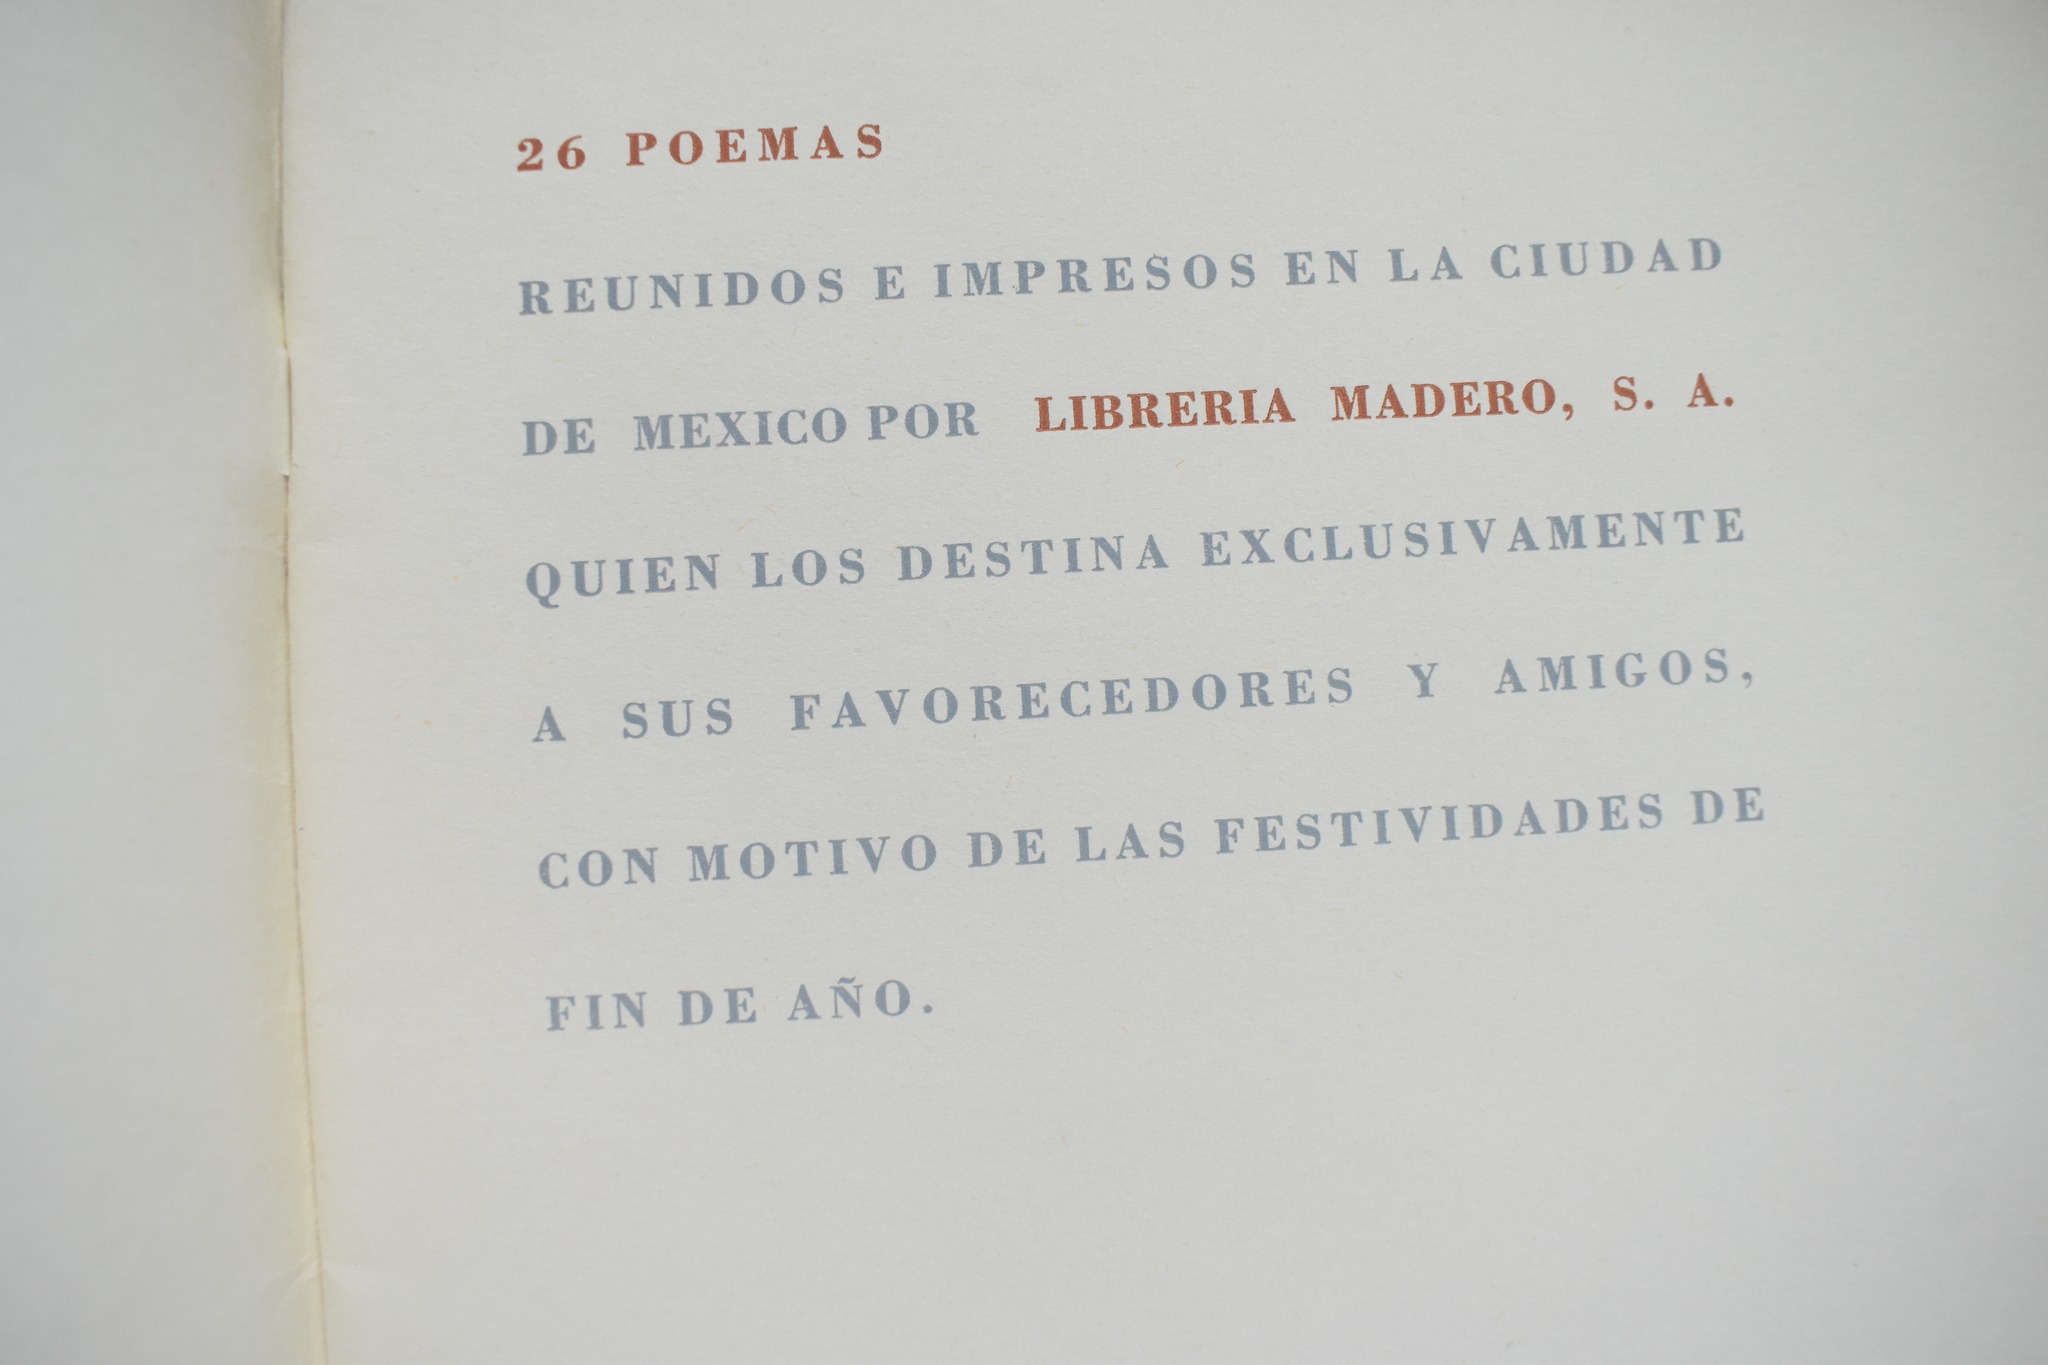 26 POEMAS
REUNIDOS E IMPRESOS EN LA CIUDAD
DE MEXICO POR LIBRERIA MADERO, S. A.
QUIEN LOS DESTINA EXCLUSIVAMENTE
A SUS FAVORECEDORES Y AMIGOS,
CON MOTIVO DE LAS FESTIVIDADES DE
FIN DE AÑO.